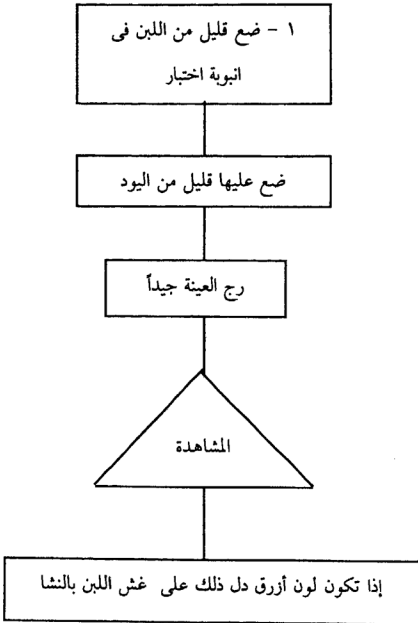 ١ - ضع قليل من اللبن فى
انبوبة اختبار
ضع عليها قليل من اليود
رج العينة جيداً
المشاهدة
إذا تكون لون أزرق دل ذلك على غش اللبن بالنشا